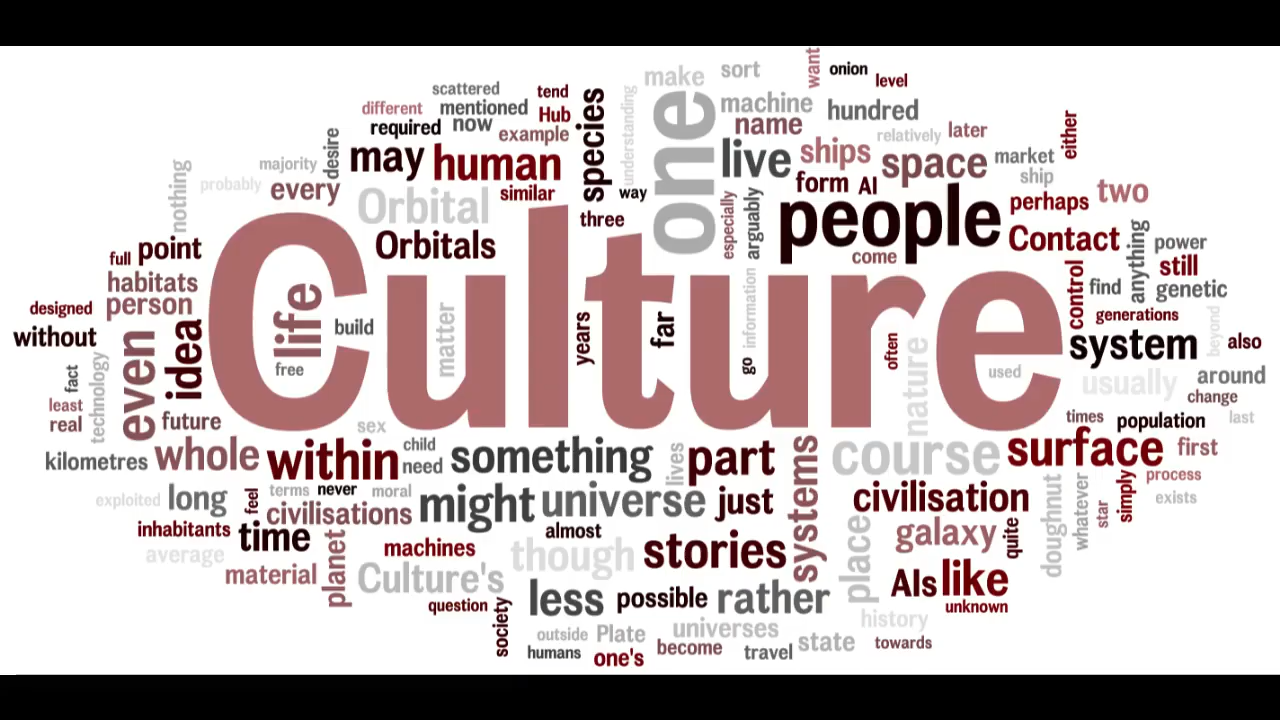 want
onion
level
sort
make
scattered
tend
different
mentioned
Hub
required
now
example
species
understanding
one
machine
hundred
name
relatively
later
either
desire
may
human
live
ships
space
market
ship
majority
probably
every
nothing
Orbital
similar
way
form
AI
perhaps
two
especially
arguably
people
three
Orbitals
come
Contact
anything
power
full
point
still
habitats
person
designed
without
control
find
genetic
generations
Culture
life
build
free
matter
years
far
information
go
often
nature
used
system
beyond
also
even
idea
fact
technology
least
real
future
usually
around
change
last
times
population
sex
child
need
kilometres
whole
within
something
lives
part
systems
course
surface
first
exploited
long
feel
terms
never
moral
civilisations
might
universe
just
civilisation
doughnut
whatever
star
simply
process
exists
inhabitants
time
average
planet
machines
almost
though
stories
place
galaxy
quite
material
Culture's
question
society
less
possible
rather
AIs
like
unknown
outside
Plate
universes
history
humans
one's
become
travel
state
towards